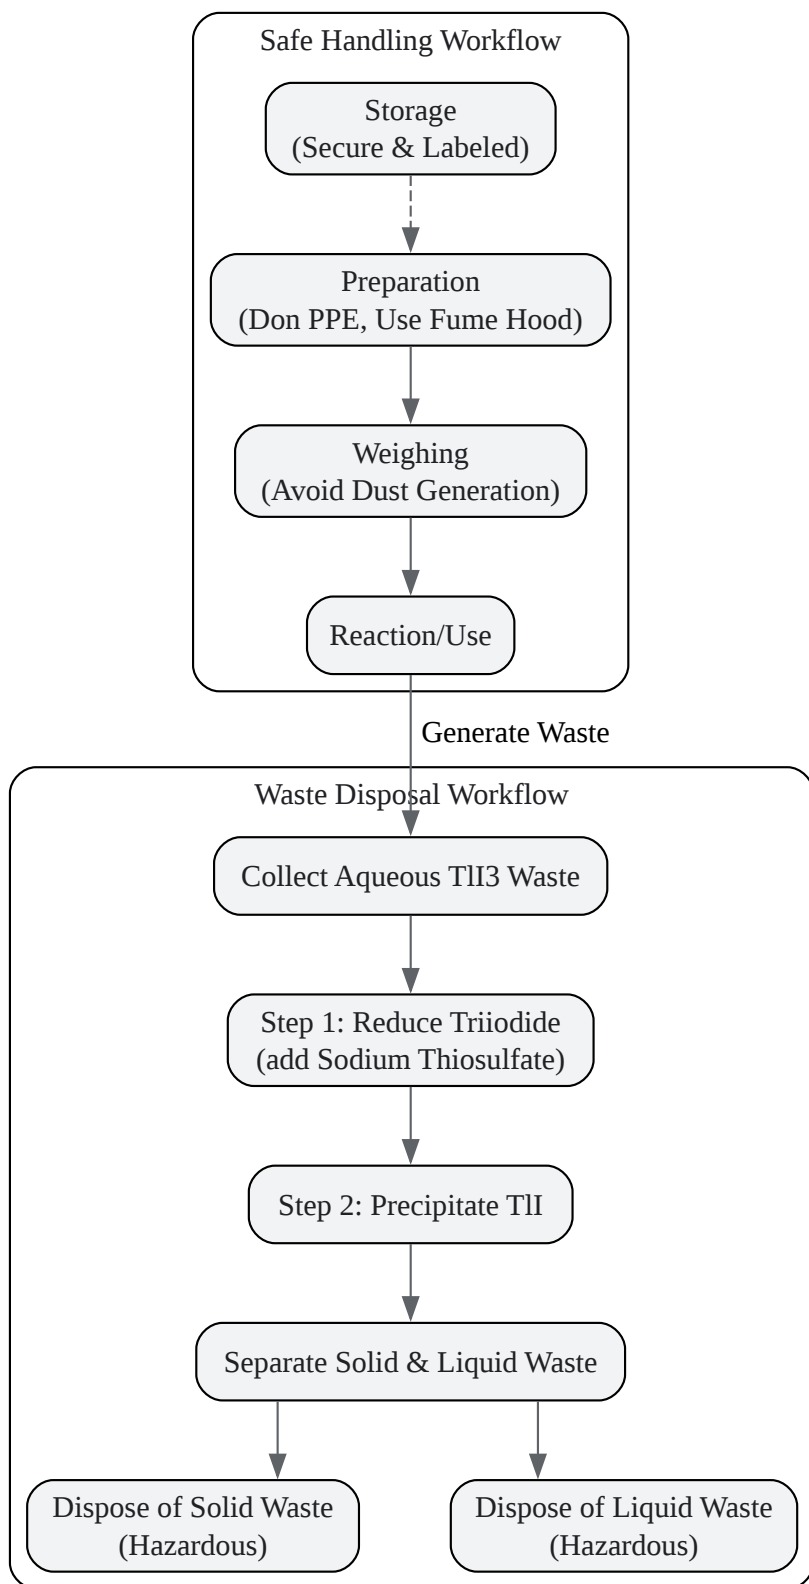 Safe Handling Workflow
Storage
(Secure & Labeled)
Preparation
(Don PPE, Use Fume Hood)
Weighing
(Avoid Dust Generation)
Reaction/Use
Generate Waste
Waste Disposal Workflow
Collect Aqueous TlI3 Waste
Step 1: Reduce Triiodide
(add Sodium Thiosulfate)
Step 2: Precipitate TlI
Separate Solid & Liquid Waste
Dispose of Solid Waste
(Hazardous)
Dispose of Liquid Waste
(Hazardous)